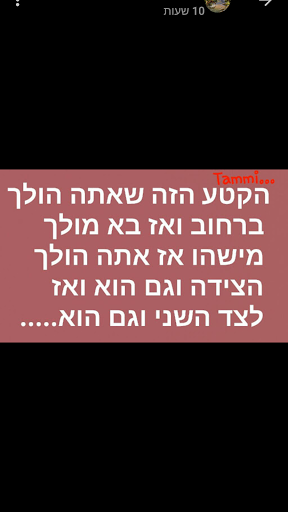 10 שעות
Tammi...
הקטע הזה שאתה הולך
ברחוב ואז בא מולך
מישהו אז אתה הולך
הצידה וגם הוא ואז
לצד השני וגם הוא.....